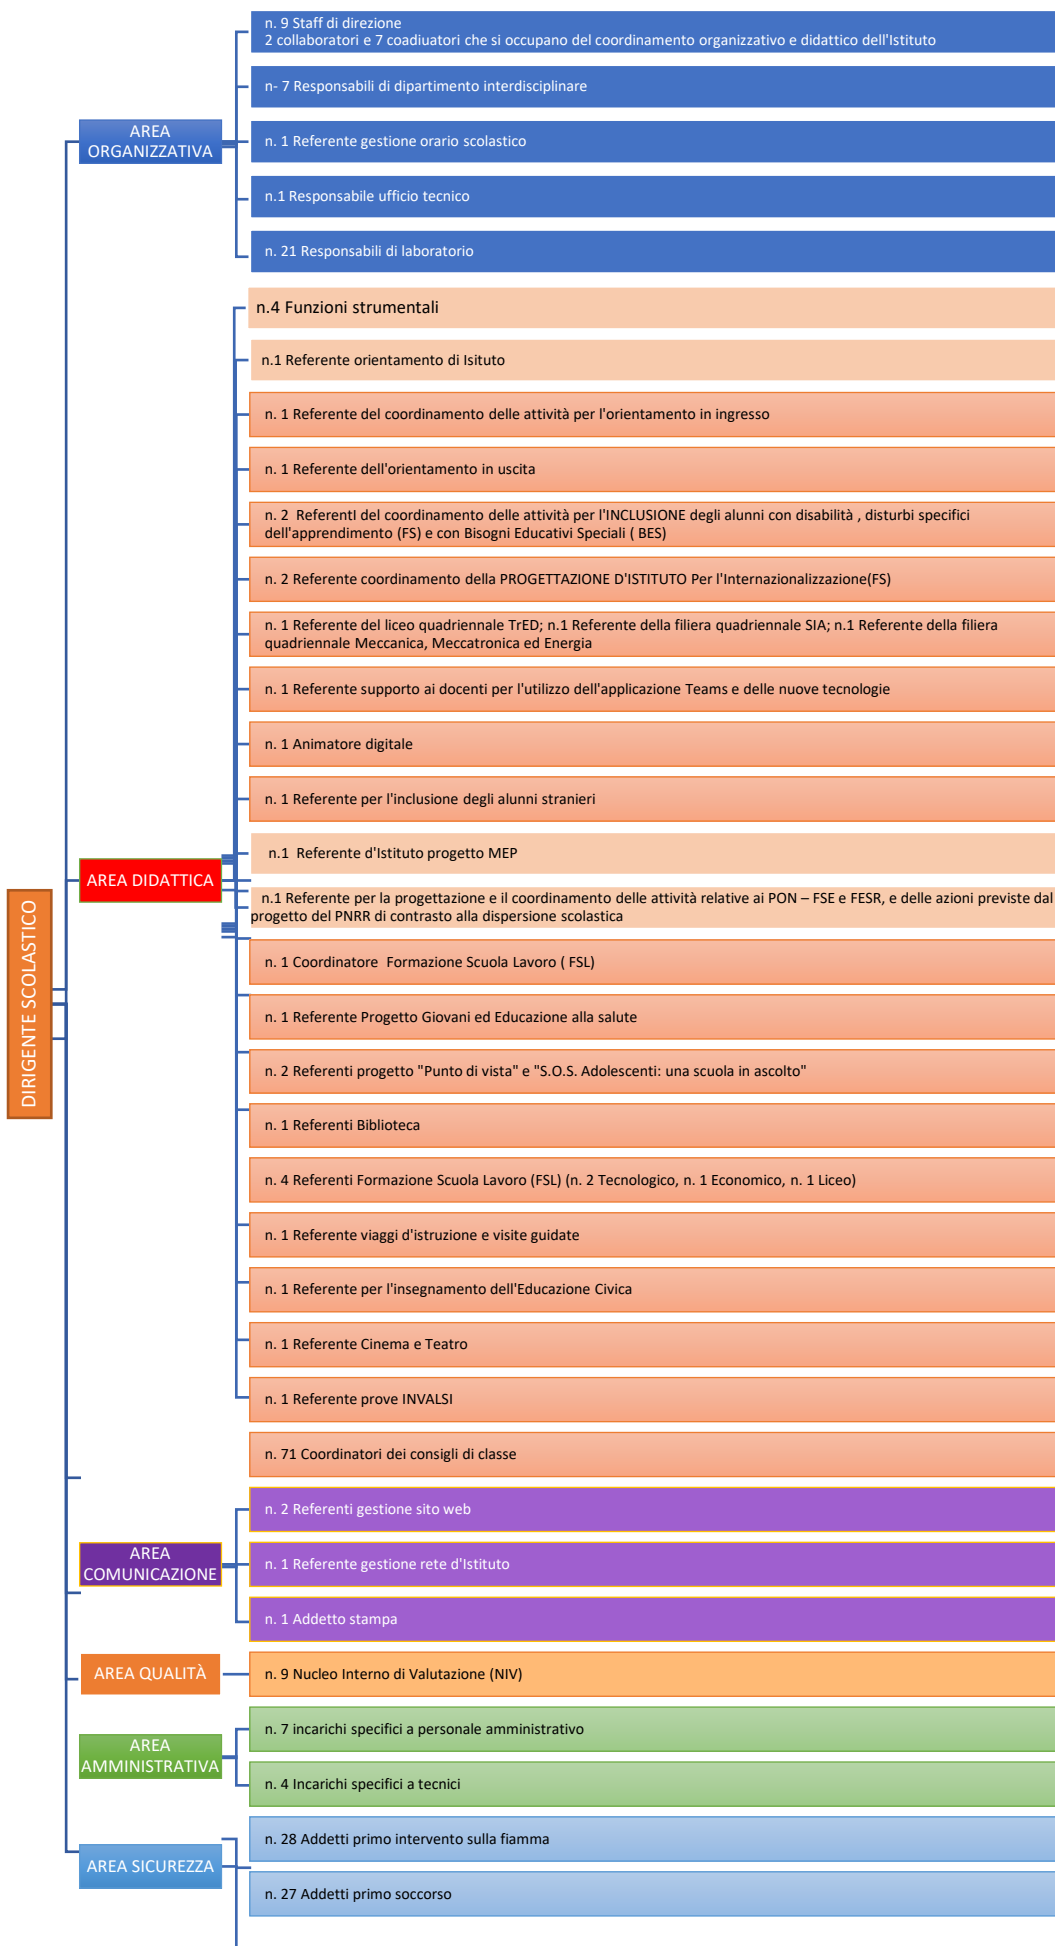 DIRIGENTE SCOLASTICO
AREA
ORGANIZZATIVA
n. 9 Staff di direzione
2 collaboratori e 7 coadiuatori che si occupano del coordinamento organizzativo e didattico dell'Istituto
n- 7 Responsabili di dipartimento interdisciplinare
n. 1 Referente gestione orario scolastico
n.1 Responsabile ufficio tecnico
n. 21 Responsabili di laboratorio
AREA DIDATTICA
n.4 Funzioni strumentali
n.1 Referente orientamento di Isituto
n. 1 Referente del coordinamento delle attività per l'orientamento in ingresso
n. 1 Referente dell'orientamento in uscita
n. 2 ReferentI del coordinamento delle attività per l'INCLUSIONE degli alunni con disabilità , disturbi specifici
dell'apprendimento (FS) e con Bisogni Educativi Speciali ( BES)
n. 2 Referente coordinamento della PROGETTAZIONE D'ISTITUTO Per l'Internazionalizzazione(FS)
n. 1 Referente del liceo quadriennale TrED; n.1 Referente della filiera quadriennale SIA; n.1 Referente della filiera
quadriennale Meccanica, Meccatronica ed Energia
n. 1 Referente supporto ai docenti per l'utilizzo dell'applicazione Teams e delle nuove tecnologie
n. 1 Animatore digitale
n. 1 Referente per l'inclusione degli alunni stranieri
n.1 Referente d'Istituto progetto MEP
n.1 Referente per la progettazione e il coordinamento delle attività relative ai PON – FSE e FESR, e delle azioni previste dal
progetto del PNRR di contrasto alla dispersione scolastica
n. 1 Coordinatore Formazione Scuola Lavoro ( FSL)
n. 1 Referente Progetto Giovani ed Educazione alla salute
n. 2 Referenti progetto "Punto di vista" e "S.O.S. Adolescenti: una scuola in ascolto"
n. 1 Referenti Biblioteca
n. 4 Referenti Formazione Scuola Lavoro (FSL) (n. 2 Tecnologico, n. 1 Economico, n. 1 Liceo)
n. 1 Referente viaggi d'istruzione e visite guidate
n. 1 Referente per l'insegnamento dell'Educazione Civica
n. 1 Referente Cinema e Teatro
n. 1 Referente prove INVALSI
n. 71 Coordinatori dei consigli di classe
AREA
COMUNICAZIONE
n. 2 Referenti gestione sito web
n. 1 Referente gestione rete d'Istituto
n. 1 Addetto stampa
AREA QUALITÀ
n. 9 Nucleo Interno di Valutazione (NIV)
AREA
AMMINISTRATIVA
n. 7 incarichi specifici a personale amministrativo
n. 4 Incarichi specifici a tecnici
AREA SICUREZZA
n. 28 Addetti primo intervento sulla fiamma
n. 27 Addetti primo soccorso